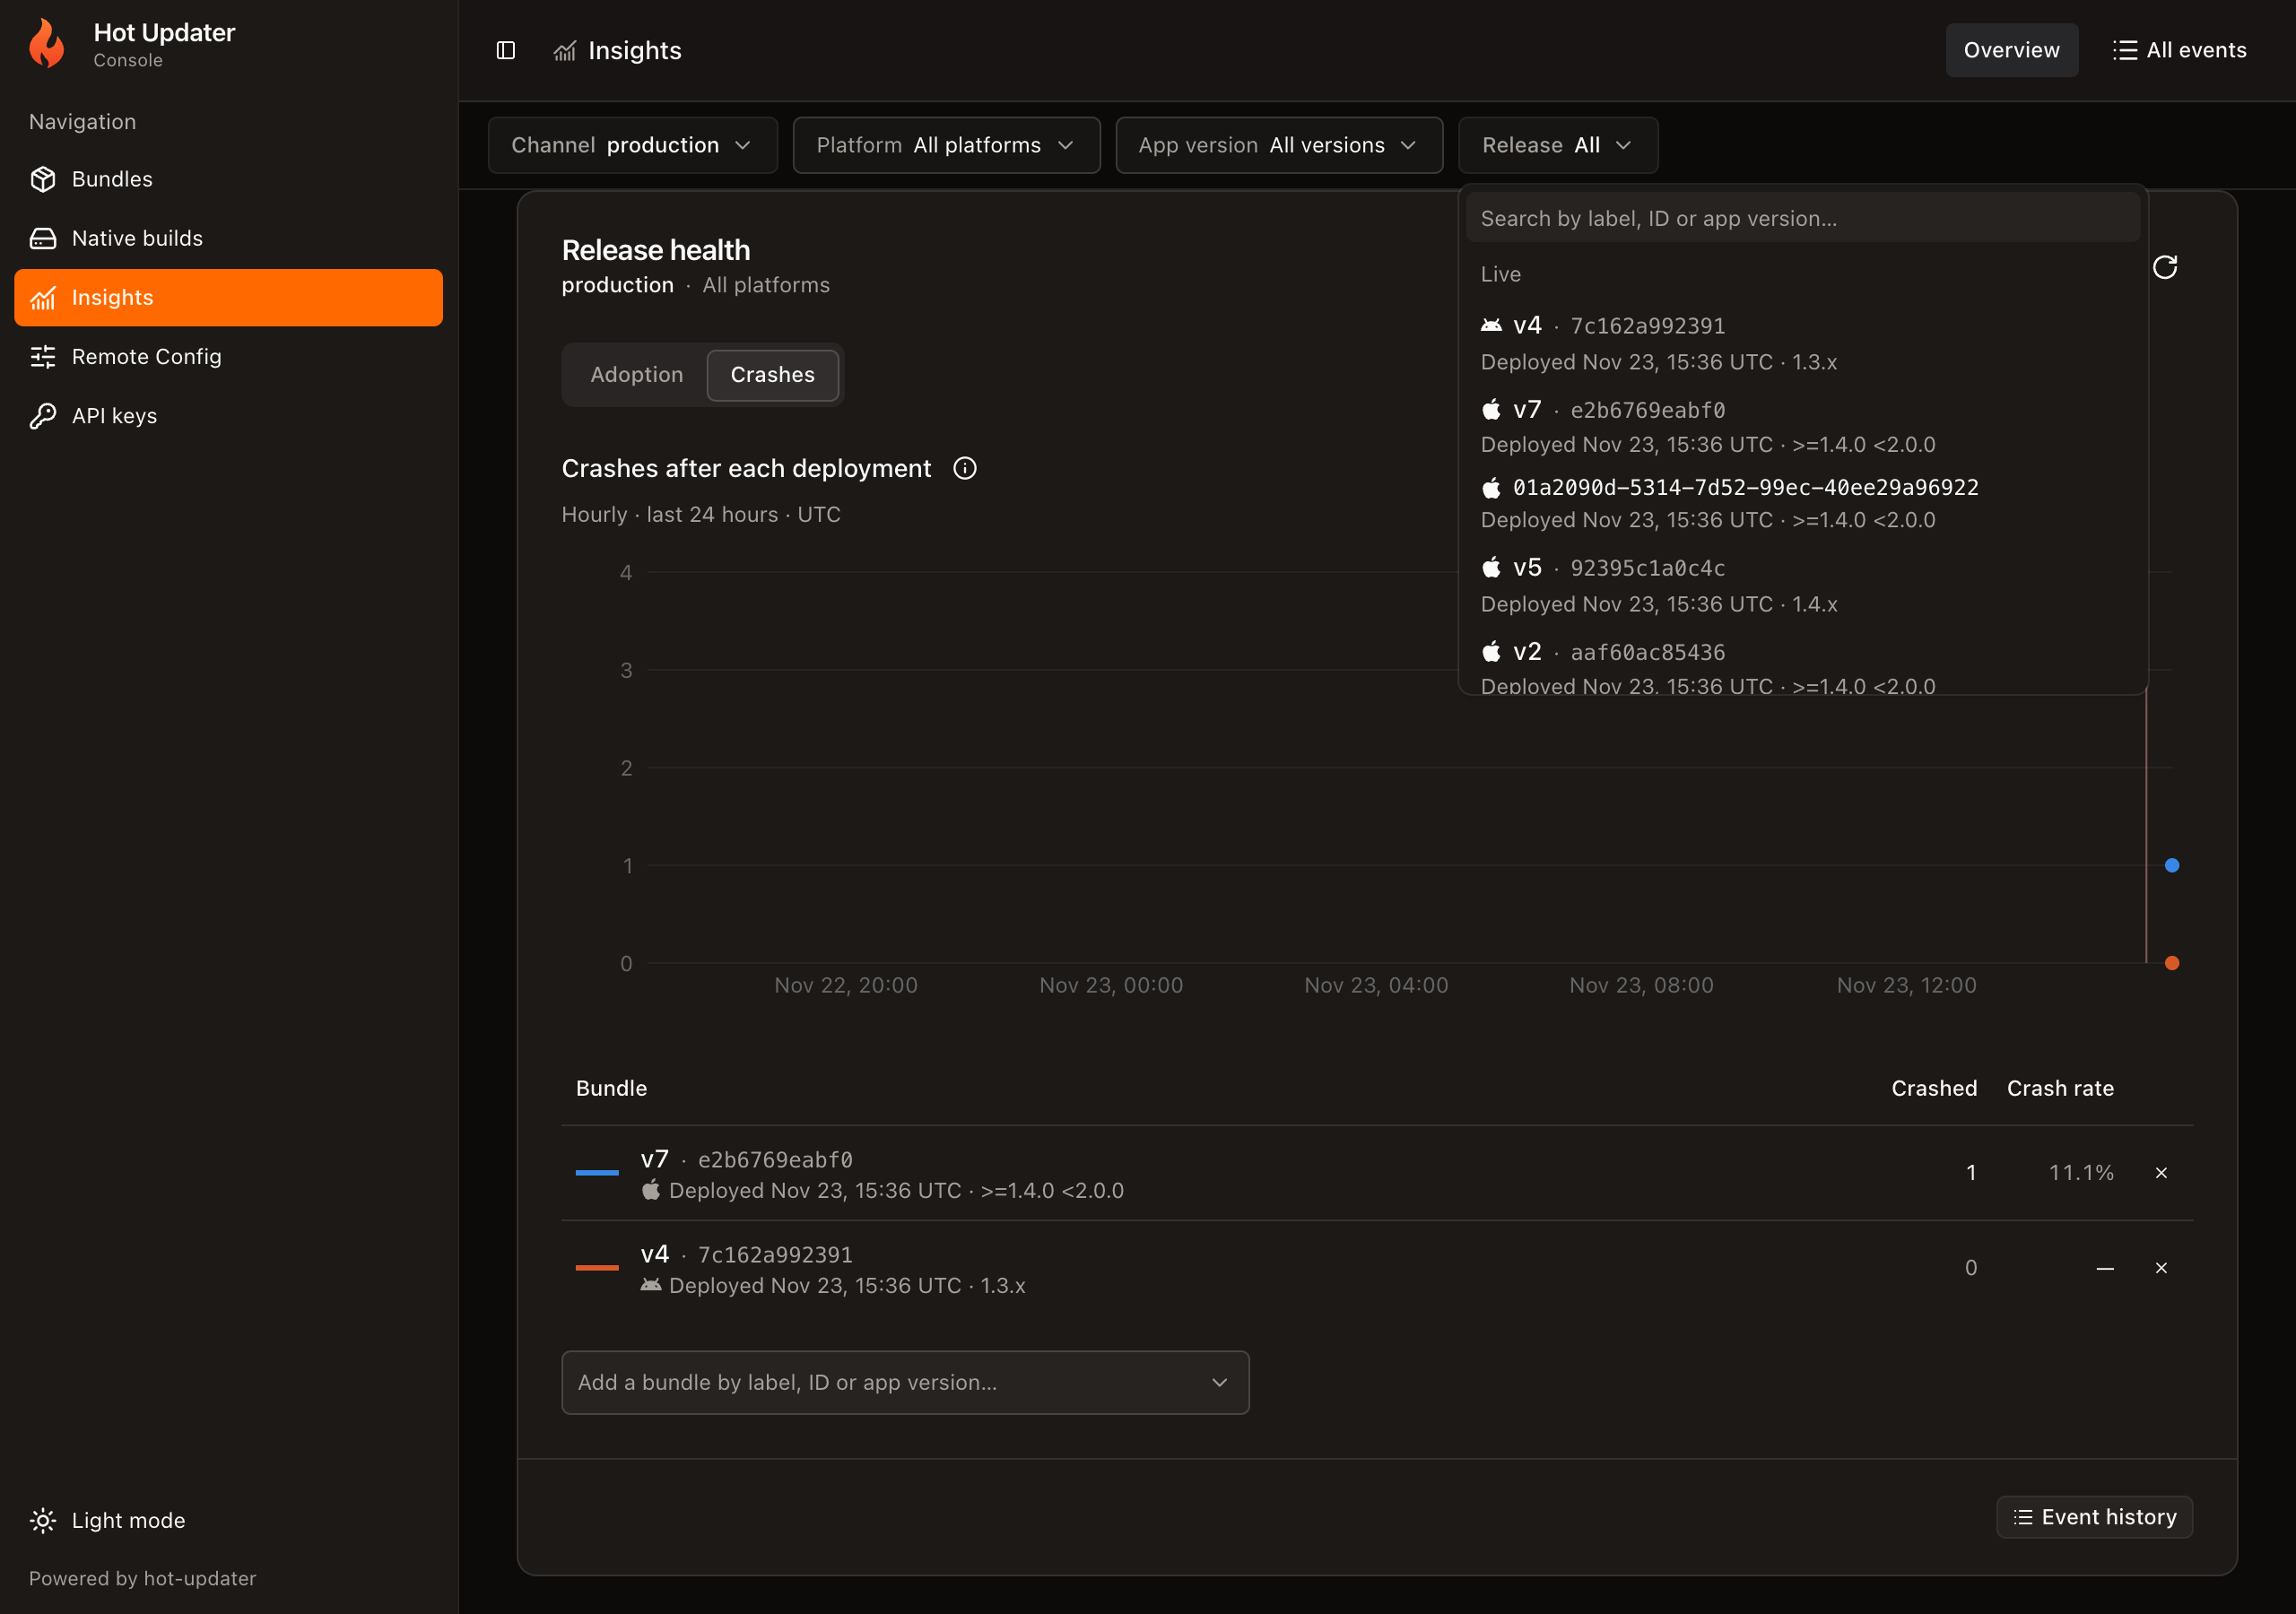 Hot Updater
Console
Navigation
Bundles
Native builds
Insights
Remote Config
API keys
Light mode
Powered by hot-updater
Insights
Overview
All events
Channel production
Platform All platforms
App version All versions
Release All
Search by label, ID or app version...
Live
v4 · 7c162a992391
Deployed Nov 23, 15:36 UTC · 1.3.x
v7 · e2b6769eabf0
Deployed Nov 23, 15:36 UTC · >=1.4.0 <2.0.0
01a2090d-5314-7d52-99ec-40ee29a96922
Deployed Nov 23, 15:36 UTC · >=1.4.0 <2.0.0
v5 · 92395c1a0c4c
Deployed Nov 23, 15:36 UTC · 1.4.x
v2 · aaf60ac85436
Deployed Nov 23, 15:36 UTC · >=1.4.0 <2.0.0
Release health
production · All platforms
Adoption
Crashes
Crashes after each deployment
Hourly · last 24 hours · UTC
4
3
2
1
0
Nov 22, 20:00
Nov 23, 00:00
Nov 23, 04:00
Nov 23, 08:00
Nov 23, 12:00
Bundle Crashed Crash rate
v7 · e2b6769eabf0
Deployed Nov 23, 15:36 UTC · >=1.4.0 <2.0.0
1 11.1% ×
v4 · 7c162a992391
Deployed Nov 23, 15:36 UTC · 1.3.x
0 — ×
Add a bundle by label, ID or app version...
Event history